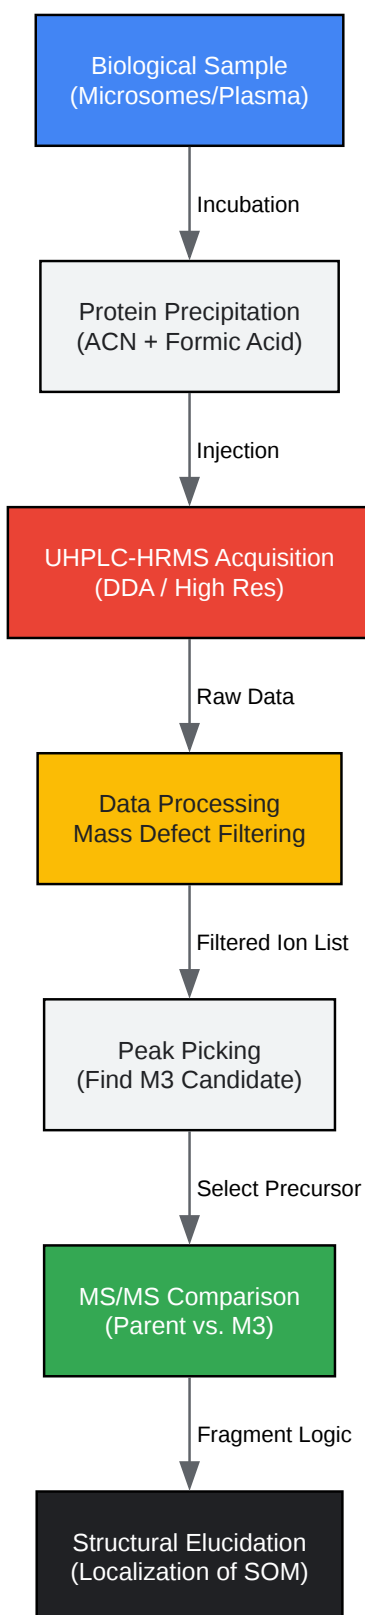 Biological Sample
(Microsomes/Plasma)
Incubation
Protein Precipitation
(ACN + Formic Acid)
Injection
UHPLC-HRMS Acquisition
(DDA / High Res)
Raw Data
Data Processing
Mass Defect Filtering
Filtered Ion List
Peak Picking
(Find M3 Candidate)
Select Precursor
MS/MS Comparison
(Parent vs. M3)
Fragment Logic
Structural Elucidation
(Localization of SOM)